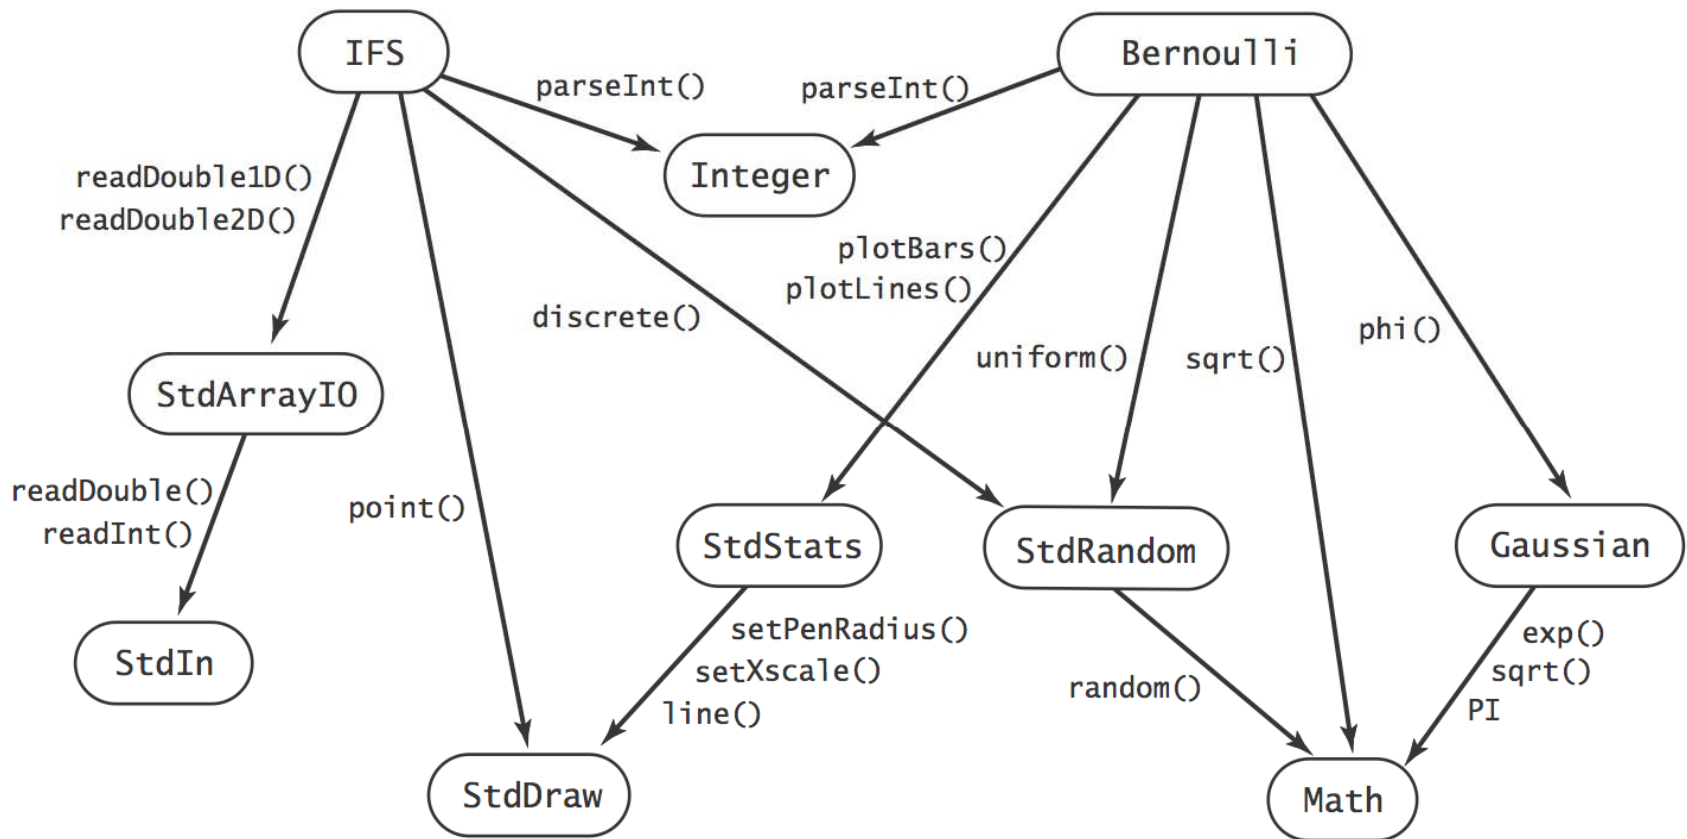 IFS
Bernoulli
parseInt()
parseInt()
Integer
readDouble1D()
readDouble2D()
plotBars()
plotLines()
discrete()
uniform()
sqrt()
phi()
StdArrayIO
readDouble()
readInt()
point()
StdStats
StdRandom
Gaussian
setPenRadius()
setXscale()
line()
random()
exp()
sqrt()
PI
StdIn
StdDraw
Math